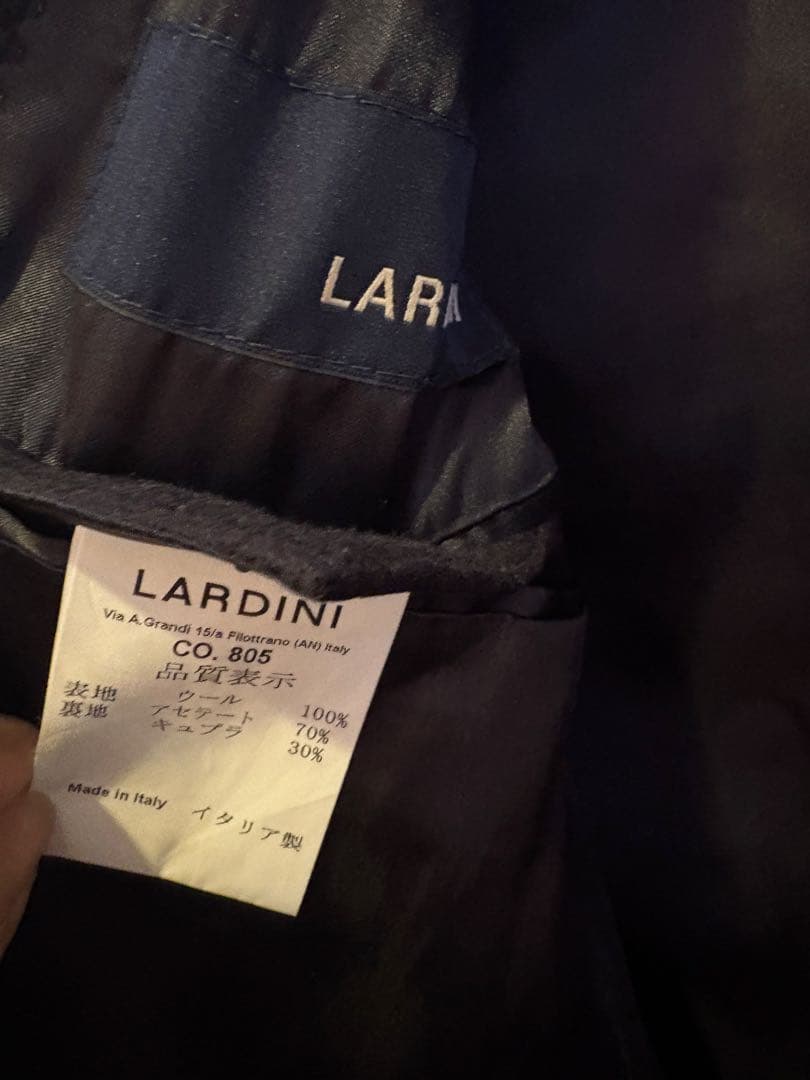 LARD
LARDINI
Via A.Grandi 15/a Filottrano (AN) Italy
CO. 805
品質表示
表地 ウール 100%
裏地 アセテート 70%
キュプラ 30%
Made in Italy イタリア製